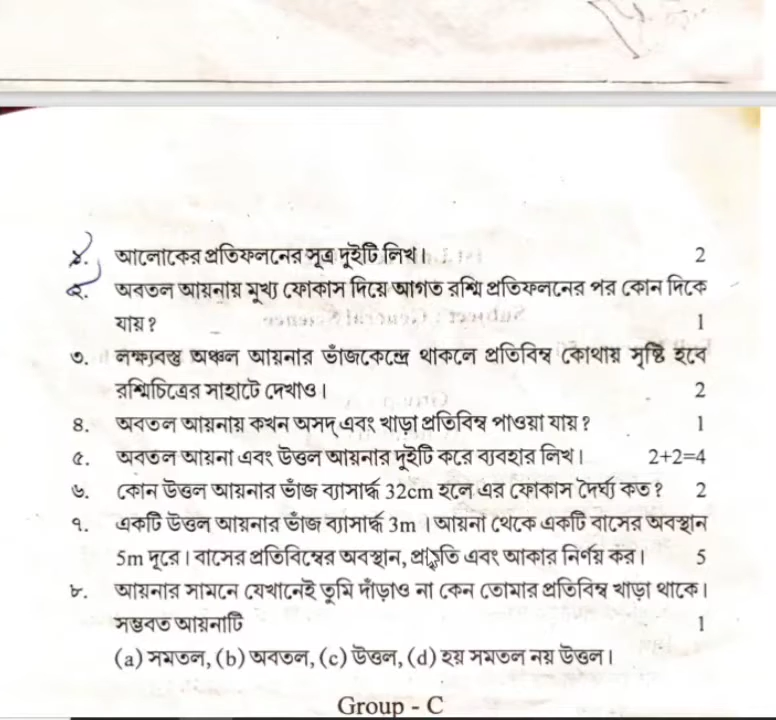 ১. আলোকের প্রতিফলনের সূত্ৰ দুইটি লিখ। 2
২. অবতল আয়নায় মুখ্য ফোকাস দিয়ে আগত রশ্মি প্রতিফলনের পর কোন দিকে
যায়? 1
৩. লক্ষ্যবস্তু অঞ্চল আয়নার ভাঁজকেন্দ্রে থাকলে প্রতিবিম্ব কোথায় সৃষ্টি হবে
রশ্মিচিত্রের সাহাটে দেখাও। 2
৪. অবতল আয়নায় কখন অসদ্ এবং খাড়া প্রতিবিম্ব পাওয়া যায়? 1
৫. অবতল আয়না এবং উত্তল আয়নার দুইটি করে ব্যবহার লিখ। 2+2=4
৬. কোন উত্তল আয়নার ভাঁজ ব্যাসার্দ্ধ 32cm হলে এর ফোকাস দৈর্ঘ্য কত? 2
৭. একটি উত্তল আয়নার ভাঁজ ব্যাসার্দ্ধ 3m । আয়না থেকে একটি বাসের অবস্থান
5m দূরে। বাসের প্রতিবিম্বের অবস্থান, প্রকৃতি এবং আকার নির্ণয় কর। 5
৮. আয়নার সামনে যেখানেই তুমি দাঁড়াও না কেন তোমার প্রতিবিম্ব খাড়া থাকে।
সম্ভবত আয়নাটি 1
(a) সমতল, (b) অবতল, (c) উত্তল, (d) হয় সমতল নয় উত্তল।
Group - C